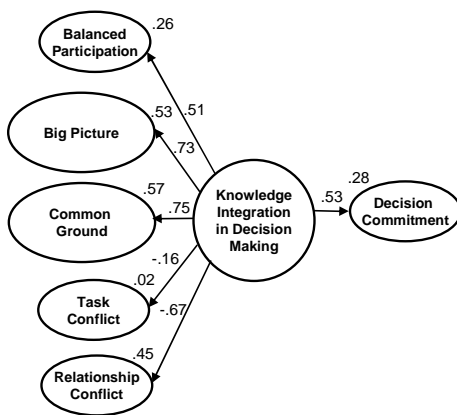 .26
Balanced
Participation
.51
.53
Big Picture
.73
.57
Common
Ground
.75
Knowledge
Integration
in Decision
Making
.28
.53
Decision
Commitment
-.16
.02
Task
Conflict
-.67
.45
Relationship
Conflict